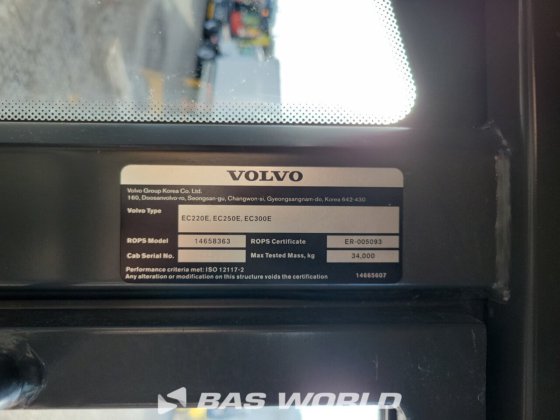 VOLVO
Volvo Group Korea Co. Ltd.
160, Doosanvolvo-ro, Seongsan-gu, Changwon-si, Gyeongsangnam-do, Korea 642-430
Volvo Type EC220E, EC250E, EC300E
ROPS Model 14658363 ROPS Certificate ER-005093
Cab Serial No. Max Tested Mass, kg 34,000
Performance criteria met: ISO 12117-2
Any alteration or modification on this structure voids the certification 14665607
BAS WORLD